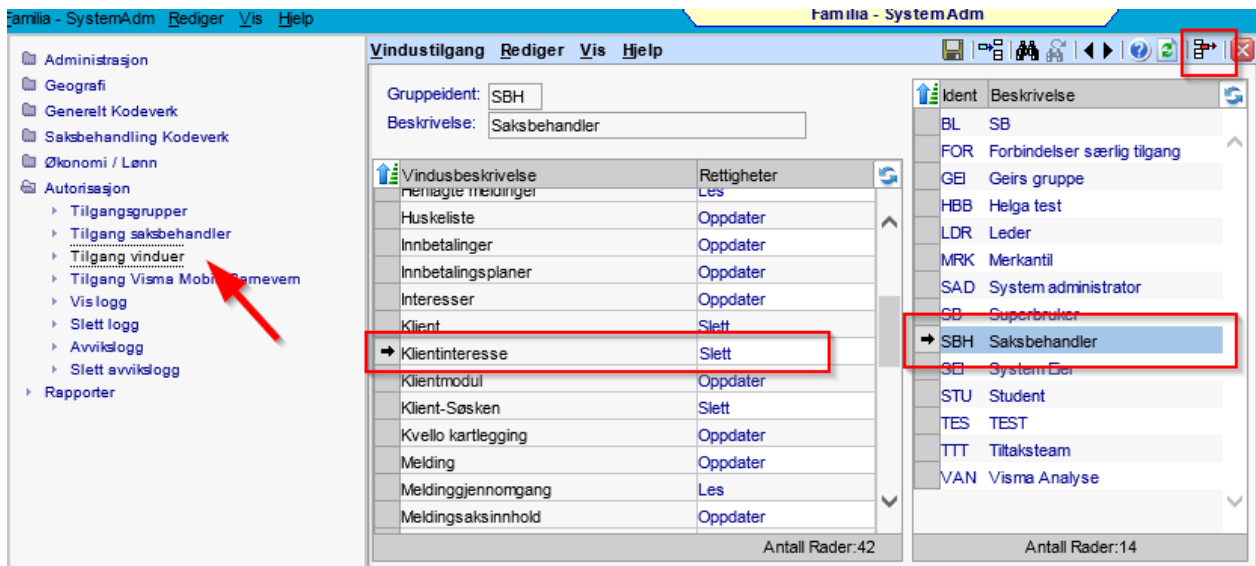 Familia - SystemAdm Rediger Vis Hjelp
Familia - SystemAdm
Administrasjon
Geografi
Generelt Kodeverk
Saksbehandling Kodeverk
Økonomi / Lønn
Autorisasjon
Tilgangsgrupper
Tilgang saksbehandler
Tilgang vinduer
Tilgang Visma Mobilt Barnevern
Vis logg
Slett logg
Avvikslogg
Slett avvikslogg
Rapporter
Vindustilgang Rediger Vis Hjelp
Gruppeident: SBH
Beskrivelse: Saksbehandler
Vindusbeskrivelse Rettigheter
Henlagte meldinger Les
Huskeliste Oppdater
Innbetalinger Oppdater
Innbetalingsplaner Oppdater
Interesser Oppdater
Klient Slett
Klientinteresse Slett
Klientmodul Oppdater
Klient-Søsken Slett
Kvello kartlegging Oppdater
Melding Oppdater
Meldinggjennomgang Les
Meldingsaksinnhold Oppdater
Antall Rader:42
Ident Beskrivelse
BL SB
FOR Forbindelser særlig tilgang
GEI Geirs gruppe
HBB Helga test
LDR Leder
MRK Merkantil
SAD System administrator
SB Superbruker
SBH Saksbehandler
SEI System Eier
STU Student
TES TEST
TTT Tiltaksteam
VAN Visma Analyse
Antall Rader:14